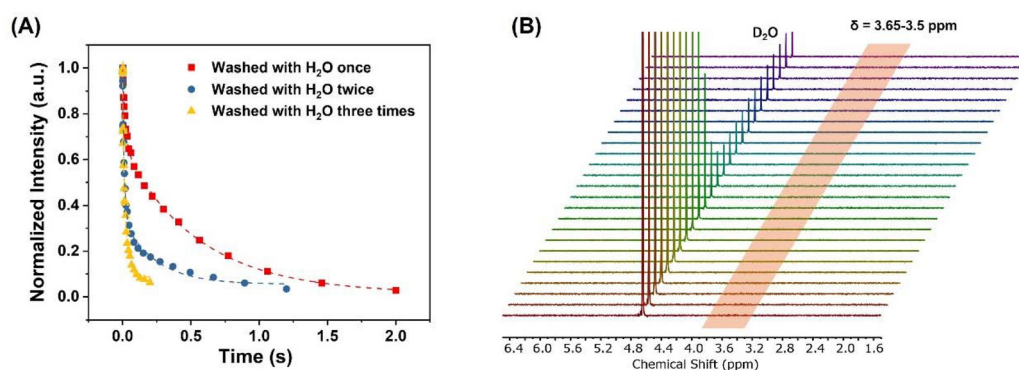 (A)
Normalized Intensity (a.u.)
1.0
0.8
0.6
0.4
0.2
0.0
Washed with H₂O once
Washed with H₂O twice
Washed with H₂O three times
0.0 0.5 1.0 1.5 2.0
Time (s)
(B)
D₂O
δ = 3.65-3.5 ppm
6.4 6.0 5.6 5.2 4.8 4.4 4.0 3.6 3.2 2.8 2.4 2.0 1.6
Chemical Shift (ppm)